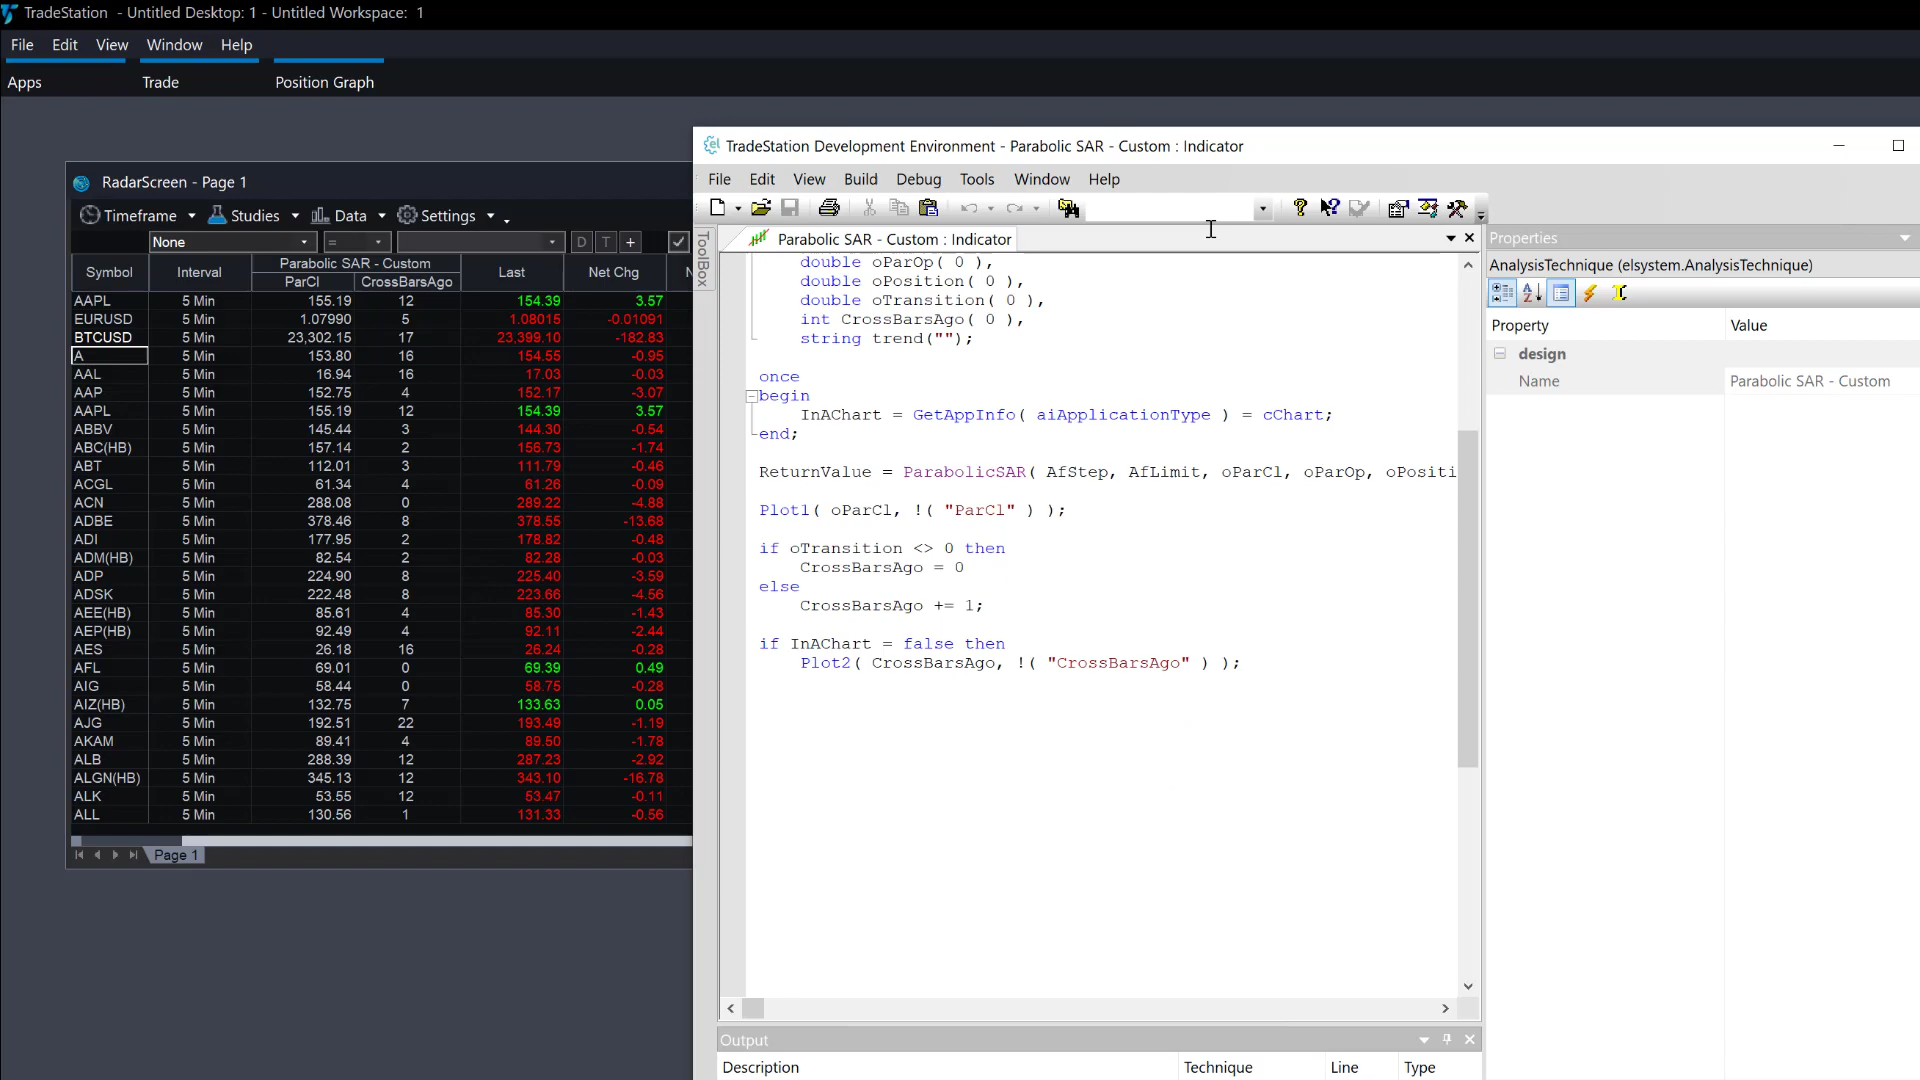 TradeStation - Untitled Desktop: 1 - Untitled Workspace: 1
File Edit View Window Help
Apps Trade Position Graph
RadarScreen - Page 1
Timeframe Studies Data Settings
None = D T +
Symbol Interval Parabolic SAR - Custom Last Net Chg
ParCl CrossBarsAgo
AAPL 5 Min 155.19 12 154.39 3.57
EURUSD 5 Min 1.07990 5 1.08015 -0.01091
BTCUSD 5 Min 23,302.15 17 23,399.10 -182.83
A 5 Min 153.80 16 154.55 -0.95
AAL 5 Min 16.94 16 17.03 -0.03
AAP 5 Min 152.75 4 152.17 -3.07
AAPL 5 Min 155.19 12 154.39 3.57
ABBV 5 Min 145.44 3 144.30 -0.54
ABC(HB) 5 Min 157.14 2 156.73 -1.74
ABT 5 Min 112.01 3 111.79 -0.46
ACGL 5 Min 61.34 4 61.26 -0.09
ACN 5 Min 288.08 0 289.22 -4.88
ADBE 5 Min 378.46 8 378.55 -13.68
ADI 5 Min 177.95 2 178.82 -0.48
ADM(HB) 5 Min 82.54 2 82.28 -0.03
ADP 5 Min 224.90 8 225.40 -3.59
ADSK 5 Min 222.48 8 223.66 -4.56
AEE(HB) 5 Min 85.61 4 85.30 -1.43
AEP(HB) 5 Min 92.49 4 92.11 -2.44
AES 5 Min 26.18 16 26.24 -0.28
AFL 5 Min 69.01 0 69.39 0.49
AIG 5 Min 58.44 0 58.75 -0.28
AIZ(HB) 5 Min 132.75 7 133.63 0.05
AJG 5 Min 192.51 22 193.49 -1.19
AKAM 5 Min 89.41 4 89.50 -1.78
ALB 5 Min 288.39 12 287.23 -2.92
ALGN(HB) 5 Min 345.13 12 343.10 -16.78
ALK 5 Min 53.55 12 53.47 -0.11
ALL 5 Min 130.56 1 131.33 -0.56
Page 1
TradeStation Development Environment - Parabolic SAR - Custom : Indicator
File Edit View Build Debug Tools Window Help
ToolBox
Parabolic SAR - Custom : Indicator
double oParOp( 0 ),
double oPosition( 0 ),
double oTransition( 0 ),
int CrossBarsAgo( 0 ),
string trend("");
once
begin
InAChart = GetAppInfo( aiApplicationType ) = cChart;
end;
ReturnValue = ParabolicSAR( AfStep, AfLimit, oParCl, oParOp, oPositi
Plot1( oParCl, !( "ParCl" ) );
if oTransition <> 0 then
CrossBarsAgo = 0
else
CrossBarsAgo += 1;
if InAChart = false then
Plot2( CrossBarsAgo, !( "CrossBarsAgo" ) );
Output
Description Technique Line Type
Properties
AnalysisTechnique (elsystem.AnalysisTechnique)
Property Value
design
Name Parabolic SAR - Custom